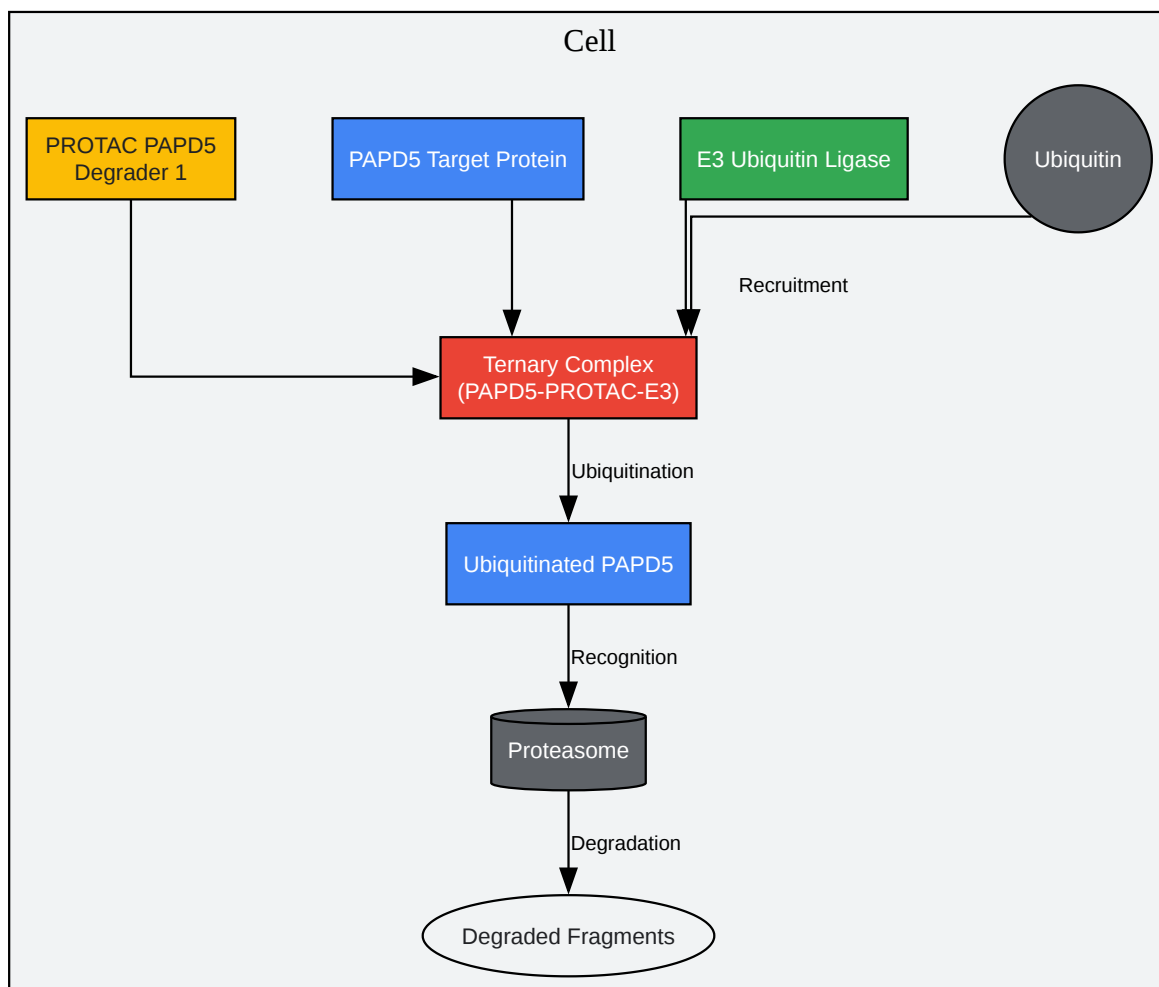 Cell
PROTAC PAPD5
Degrader 1
PAPD5 Target Protein
E3 Ubiquitin Ligase
Ubiquitin
Recruitment
Ternary Complex
(PAPD5-PROTAC-E3)
Ubiquitination
Ubiquitinated PAPD5
Recognition
Proteasome
Degradation
Degraded Fragments